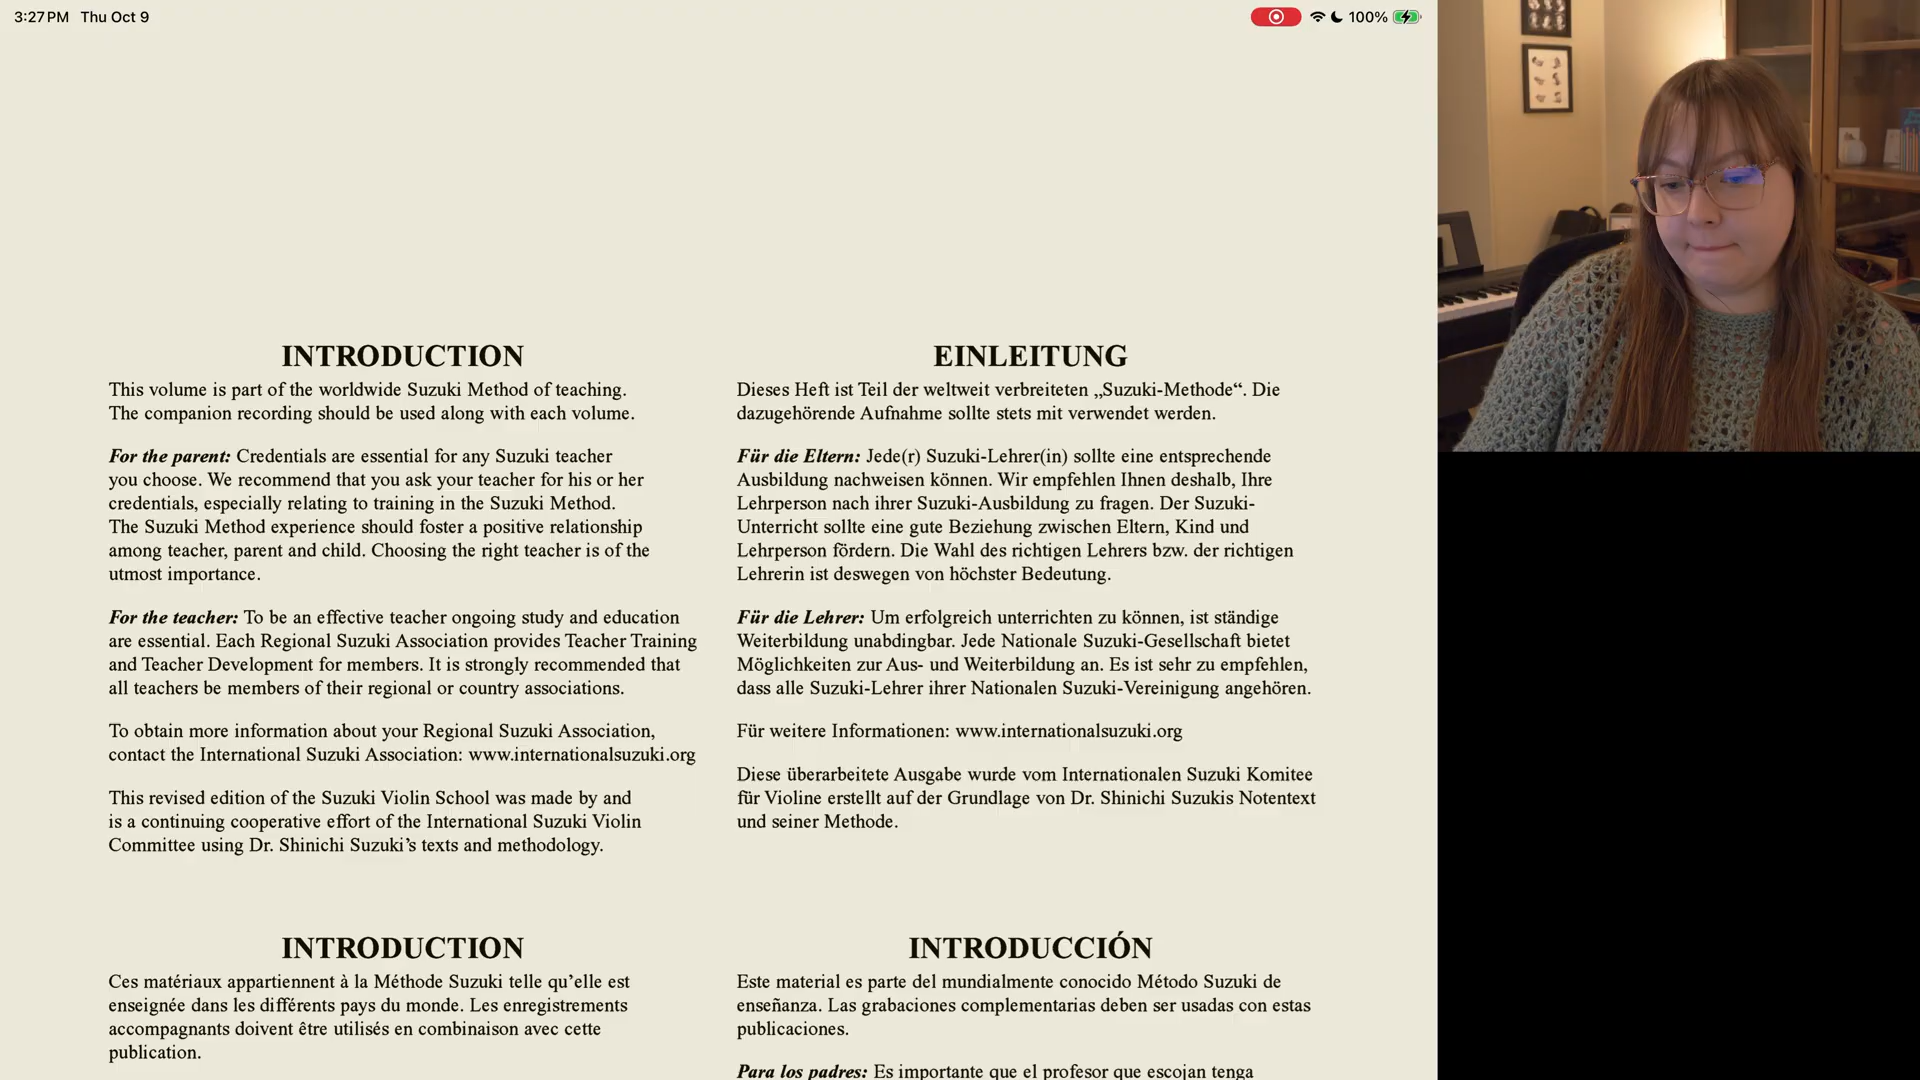 3:27 PM Thu Oct 9
100%
INTRODUCTION
This volume is part of the worldwide Suzuki Method of teaching.
The companion recording should be used along with each volume.
For the parent: Credentials are essential for any Suzuki teacher
you choose. We recommend that you ask your teacher for his or her
credentials, especially relating to training in the Suzuki Method.
The Suzuki Method experience should foster a positive relationship
among teacher, parent and child. Choosing the right teacher is of the
utmost importance.
For the teacher: To be an effective teacher ongoing study and education
are essential. Each Regional Suzuki Association provides Teacher Training
and Teacher Development for members. It is strongly recommended that
all teachers be members of their regional or country associations.
To obtain more information about your Regional Suzuki Association,
contact the International Suzuki Association: www.internationalsuzuki.org
This revised edition of the Suzuki Violin School was made by and
is a continuing cooperative effort of the International Suzuki Violin
Committee using Dr. Shinichi Suzuki’s texts and methodology.
EINLEITUNG
Dieses Heft ist Teil der weltweit verbreiteten „Suzuki-Methode“. Die
dazugehörende Aufnahme sollte stets mit verwendet werden.
Für die Eltern: Jede(r) Suzuki-Lehrer(in) sollte eine entsprechende
Ausbildung nachweisen können. Wir empfehlen Ihnen deshalb, Ihre
Lehrperson nach ihrer Suzuki-Ausbildung zu fragen. Der Suzuki-
Unterricht sollte eine gute Beziehung zwischen Eltern, Kind und
Lehrperson fördern. Die Wahl des richtigen Lehrers bzw. der richtigen
Lehrerin ist deswegen von höchster Bedeutung.
Für die Lehrer: Um erfolgreich unterrichten zu können, ist ständige
Weiterbildung unabdingbar. Jede Nationale Suzuki-Gesellschaft bietet
Möglichkeiten zur Aus- und Weiterbildung an. Es ist sehr zu empfehlen,
dass alle Suzuki-Lehrer ihrer Nationalen Suzuki-Vereinigung angehören.
Für weitere Informationen: www.internationalsuzuki.org
Diese überarbeitete Ausgabe wurde vom Internationalen Suzuki Komitee
für Violine erstellt auf der Grundlage von Dr. Shinichi Suzukis Notentext
und seiner Methode.
INTRODUCTION
Ces matériaux appartiennent à la Méthode Suzuki telle qu’elle est
enseignée dans les différents pays du monde. Les enregistrements
accompagnants doivent être utilisés en combinaison avec cette
publication.
INTRODUCCIÓN
Este material es parte del mundialmente conocido Método Suzuki de
enseñanza. Las grabaciones complementarias deben ser usadas con estas
publicaciones.
Para los padres: Es importante que el profesor que escojan tenga